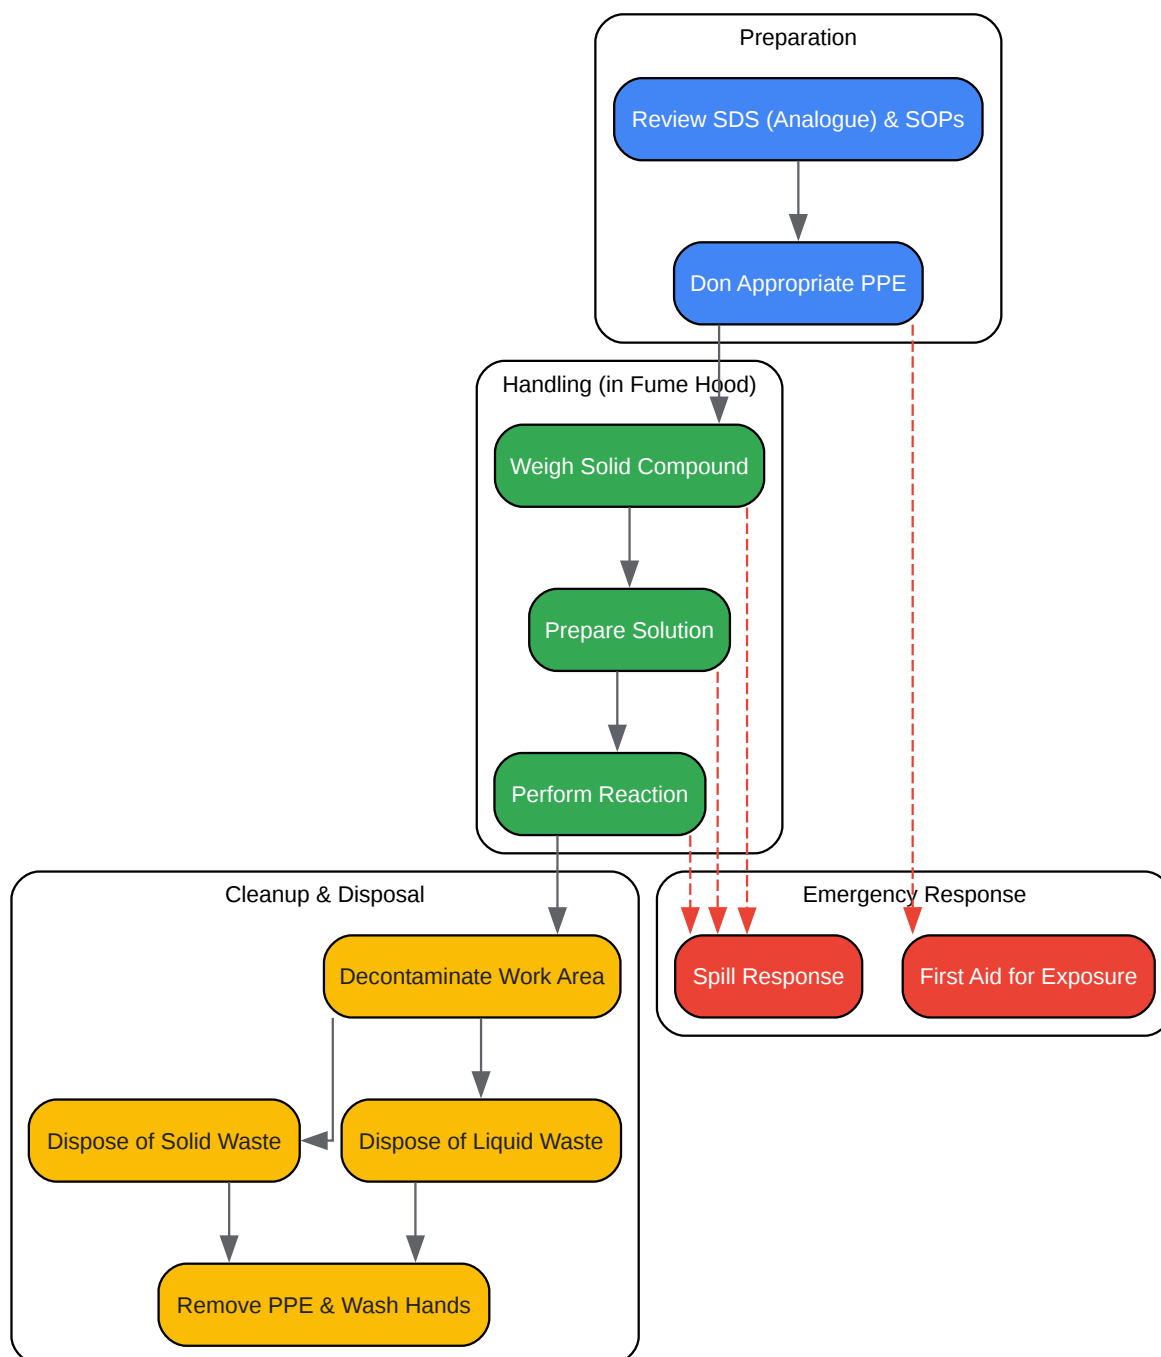 Preparation
Review SDS (Analogue) & SOPs
Don Appropriate PPE
Handling (in Fume Hood)
Weigh Solid Compound
Prepare Solution
Perform Reaction
Cleanup & Disposal
Decontaminate Work Area
Dispose of Solid Waste
Dispose of Liquid Waste
Remove PPE & Wash Hands
Emergency Response
Spill Response
First Aid for Exposure